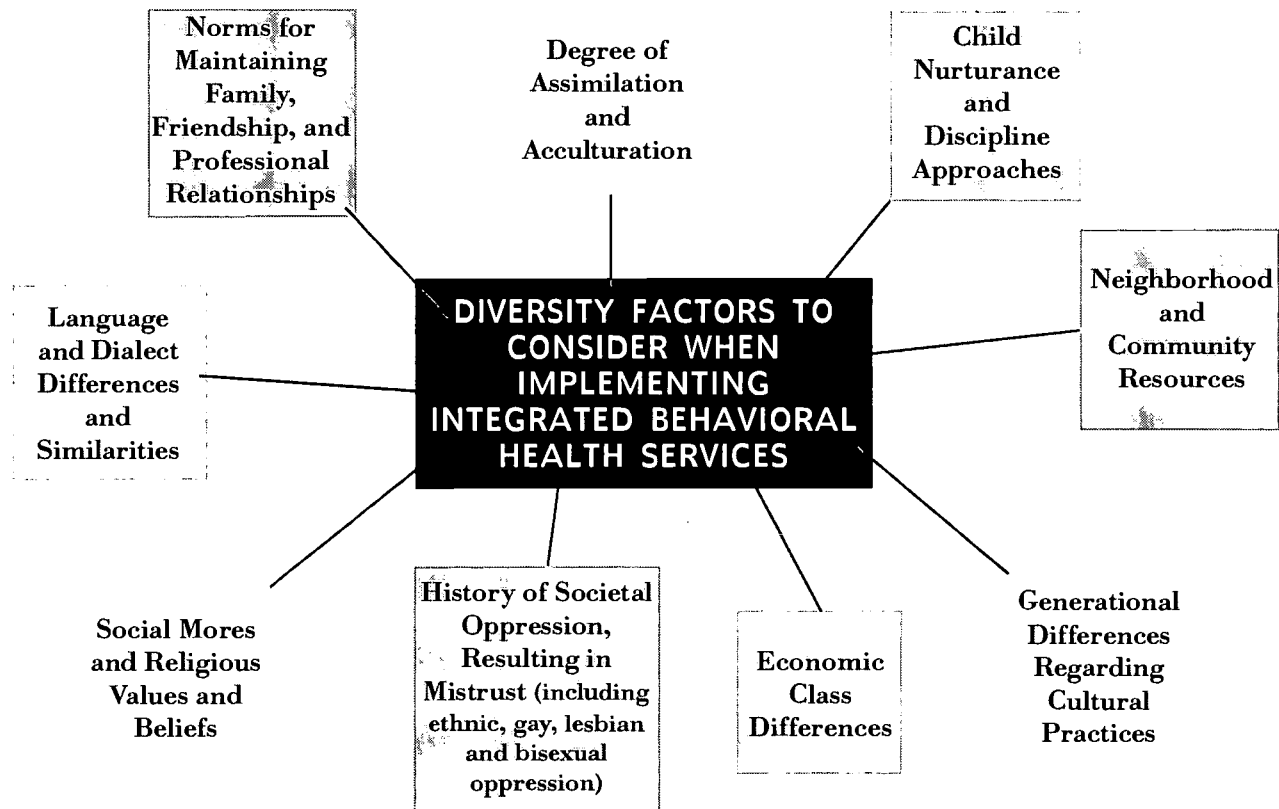 Norms for
Maintaining
Family,
Friendship, and
Professional
Relationships
Degree of
Assimilation
and
Acculturation
Child
Nurturance
and
Discipline
Approaches
Neighborhood
and
Community
Resources
Language
and Dialect
Differences
and
Similarities
DIVERSITY FACTORS TO
CONSIDER WHEN
IMPLEMENTING
INTEGRATED BEHAVIORAL
HEALTH SERVICES
Social Mores
and Religious
Values and
Beliefs
History of Societal
Oppression,
Resulting in
Mistrust (including
ethnic, gay, lesbian
and bisexual
oppression)
Economic
Class
Differences
Generational
Differences
Regarding
Cultural
Practices